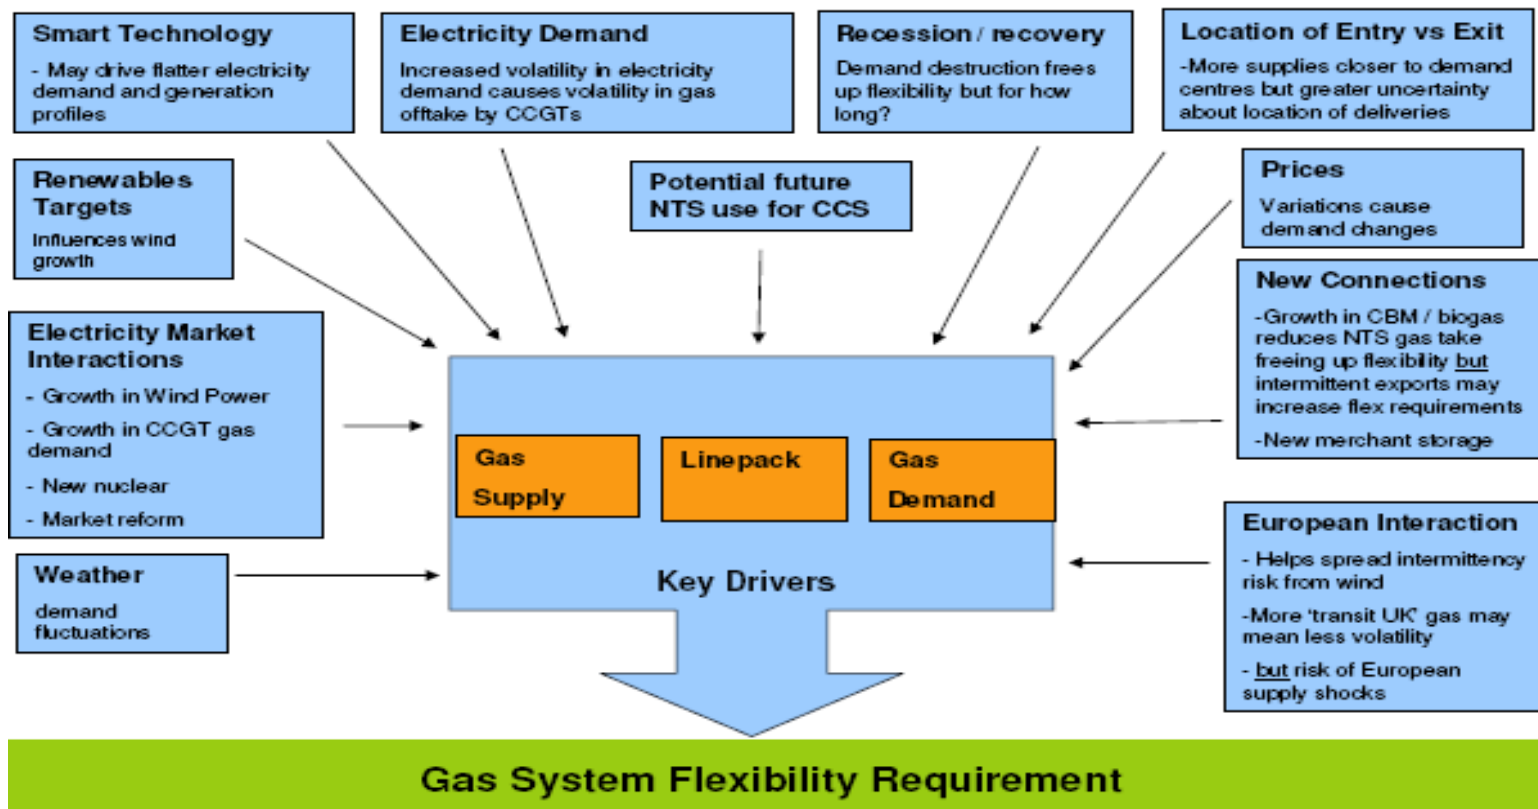 Smart Technology
- May drive flatter electricity
demand and generation
profiles
Electricity Demand
Increased volatility in electricity
demand causes volatility in gas
offtake by CCGTs
Recession / recovery
Demand destruction frees
up flexibility but for how
long?
Location of Entry vs Exit
-More supplies closer to demand
centres but greater uncertainty
about location of deliveries
Renewables
Targets
Influences wind
growth
Potential future
NTS use for CCS
Prices
Variations cause
demand changes
Electricity Market
Interactions
- Growth in Wind Power
- Growth in CCGT gas
demand
- New nuclear
- Market reform
New Connections
-Growth in CBM / biogas
reduces NTS gas take
freeing up flexibility but
intermittent exports may
increase flex requirements
-New merchant storage
Gas
Supply
Linepack
Gas
Demand
Key Drivers
Weather
demand
fluctuations
European Interaction
- Helps spread intermittency
risk from wind
-More 'transit UK' gas may
mean less volatility
- but risk of European
supply shocks
Gas System Flexibility Requirement